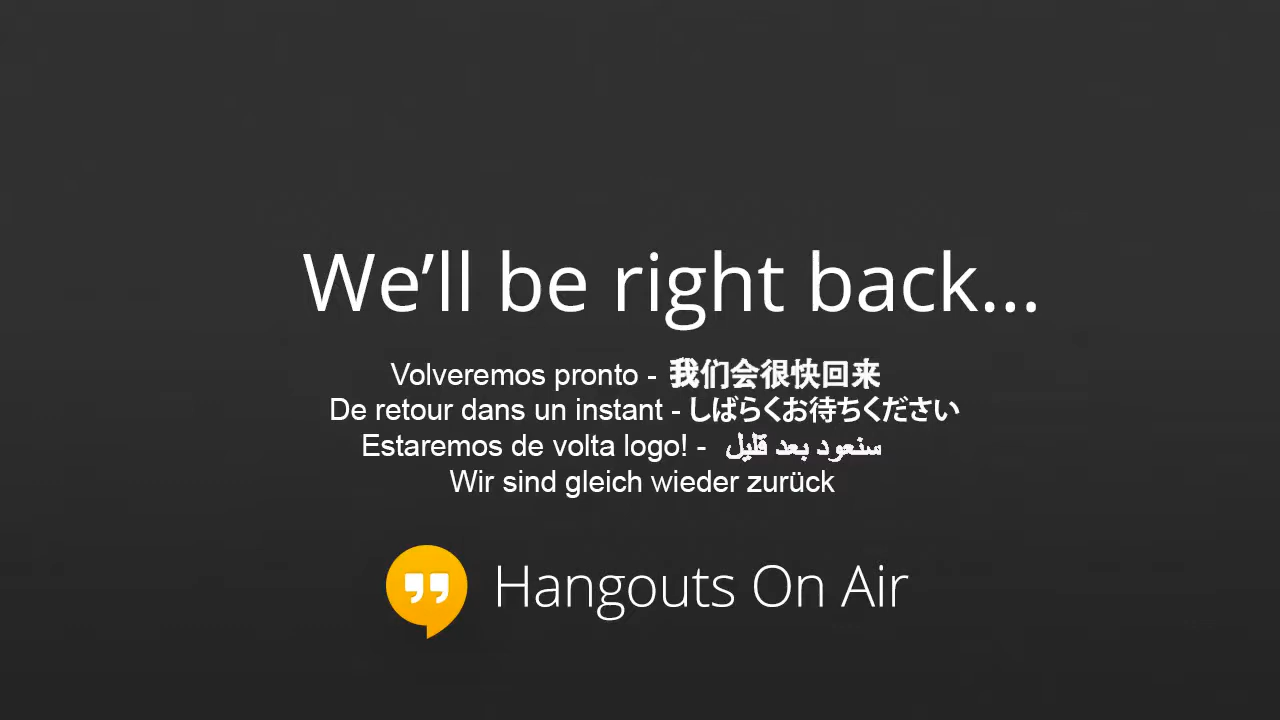 We’ll be right back...
Volveremos pronto - 我们会很快回来
De retour dans un instant - しばらくお待ちください
Estaremos de volta logo! - سنعود بعد قليل
Wir sind gleich wieder zurück
Hangouts On Air